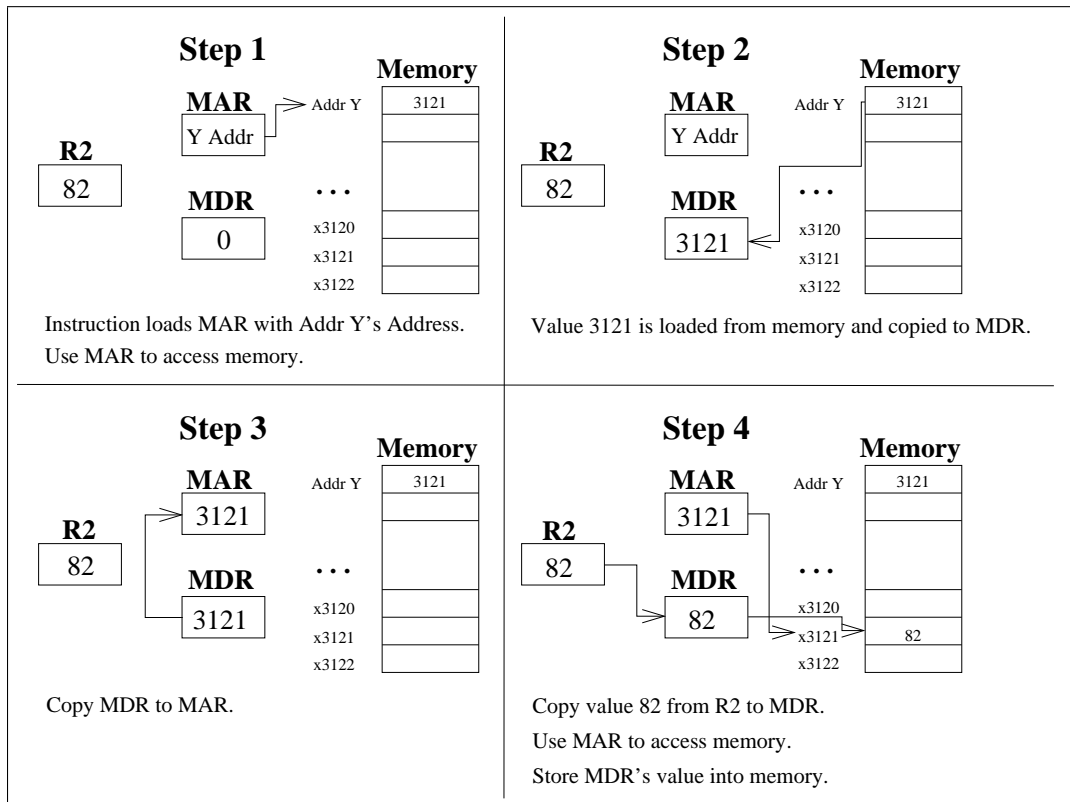 Step 1
Memory
MAR
Addr Y
3121
Y Addr
R2
82
MDR
...
0
x3120
x3121
x3122
Instruction loads MAR with Addr Y's Address.
Use MAR to access memory.
Step 2
Memory
MAR
Addr Y
3121
Y Addr
R2
82
MDR
...
3121
x3120
x3121
x3122
Value 3121 is loaded from memory and copied to MDR.
Step 3
Memory
MAR
Addr Y
3121
3121
R2
82
MDR
...
3121
x3120
x3121
x3122
Copy MDR to MAR.
Step 4
Memory
MAR
Addr Y
3121
3121
R2
82
MDR
...
82
x3120
x3121
82
x3122
Copy value 82 from R2 to MDR.
Use MAR to access memory.
Store MDR's value into memory.